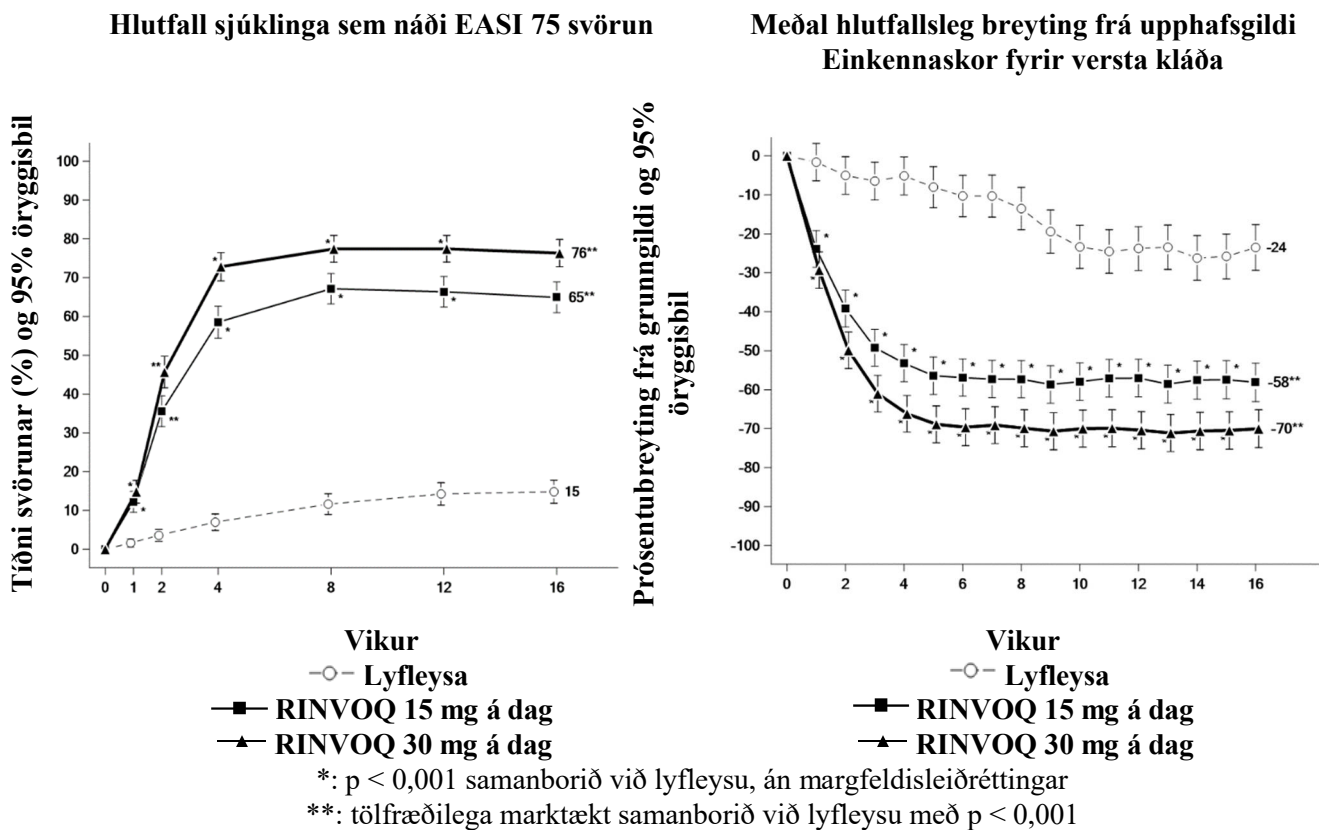 Hlutfall sjúklinga sem náði EASI 75 svörun
Tíðni svörunar (%) og 95% öryggisbil
100
90
80
70
60
50
40
30
20
10
0
0 1 2 4 8 12 16
* ** * * * 76**
* ** * * * 65**
15
Vikur
Lyfleysa
RINVOQ 15 mg á dag
RINVOQ 30 mg á dag
Meðal hlutfallsleg breyting frá upphafsgildi
Einkennaskor fyrir versta kláða
Prósentubreyting frá grunngildi og 95%
öryggisbil
0
-10
-20
-30
-40
-50
-60
-70
-80
-90
-100
0 2 4 6 8 10 12 14 16
-24
* * * * * * * * * * * * * * * -58**
* * * * * * * * * * * * * * * -70**
Vikur
Lyfleysa
RINVOQ 15 mg á dag
RINVOQ 30 mg á dag
*: p < 0,001 samanborið við lyfleysu, án margfeldisleiðréttingar
**: tölfræðilega marktækt samanborið við lyfleysu með p < 0,001